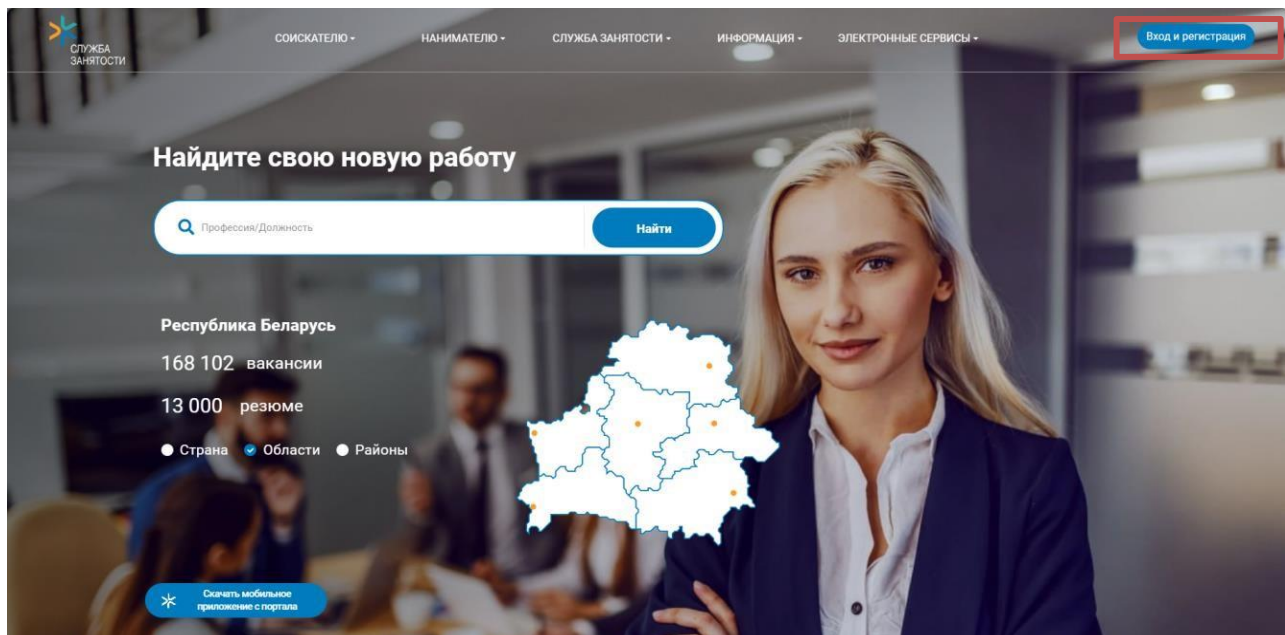 СЛУЖБА
ЗАНЯТОСТИ
СОИСКАТЕЛЮ
НАНИМАТЕЛЮ
СЛУЖБА ЗАНЯТОСТИ
ИНФОРМАЦИЯ
ЭЛЕКТРОННЫЕ СЕРВИСЫ
Вход и регистрация
Найдите свою новую работу
Профессия/Должность
Найти
Республика Беларусь
168 102 вакансии
13 000 резюме
Страна Области Районы
Скачать мобильное
приложение с портала